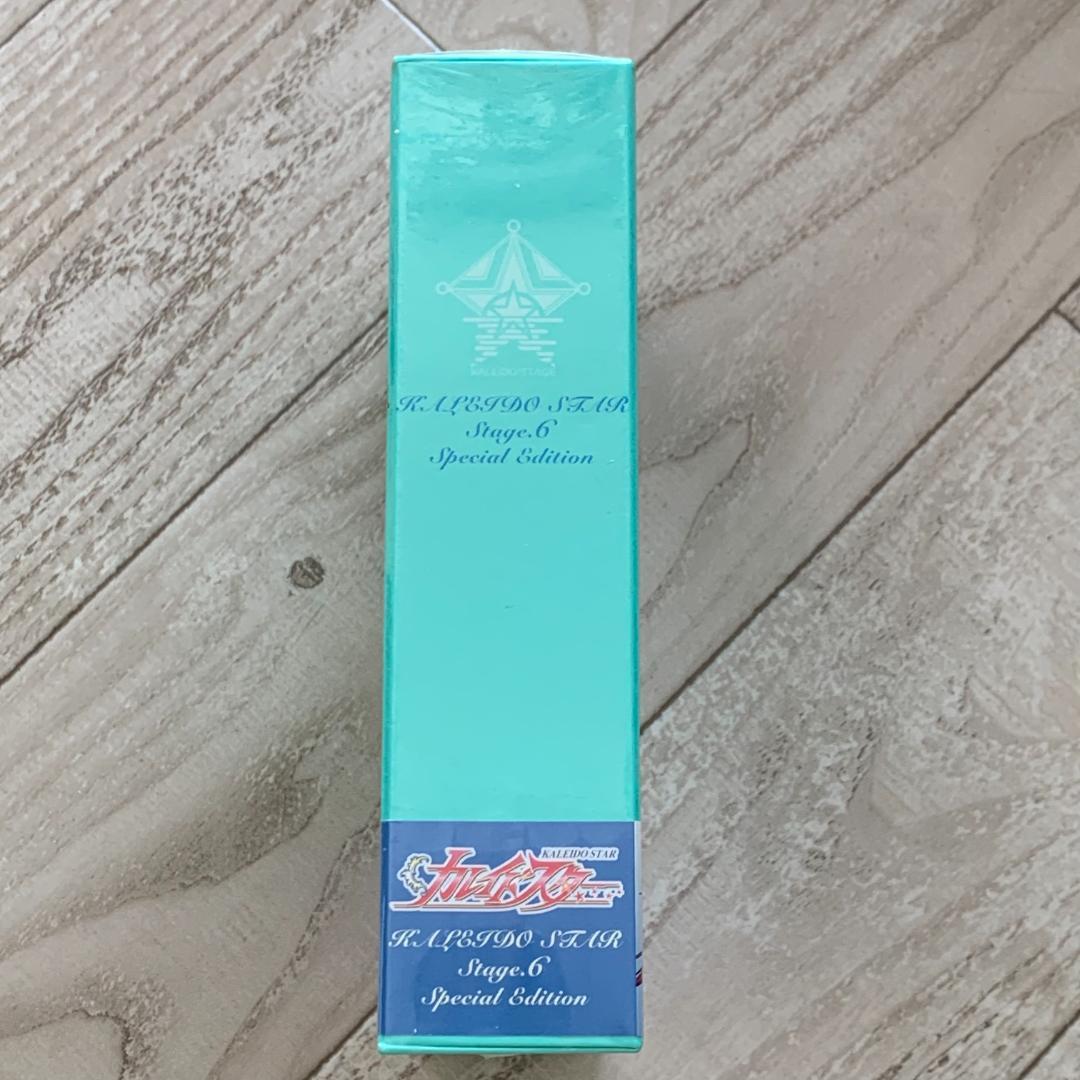 KALEIDO STAGE
KALEIDO STAR
Stage.6
Special Edition
KALEIDO STAR
カレイドスター
KALEIDO STAR
Stage.6
Special Edition